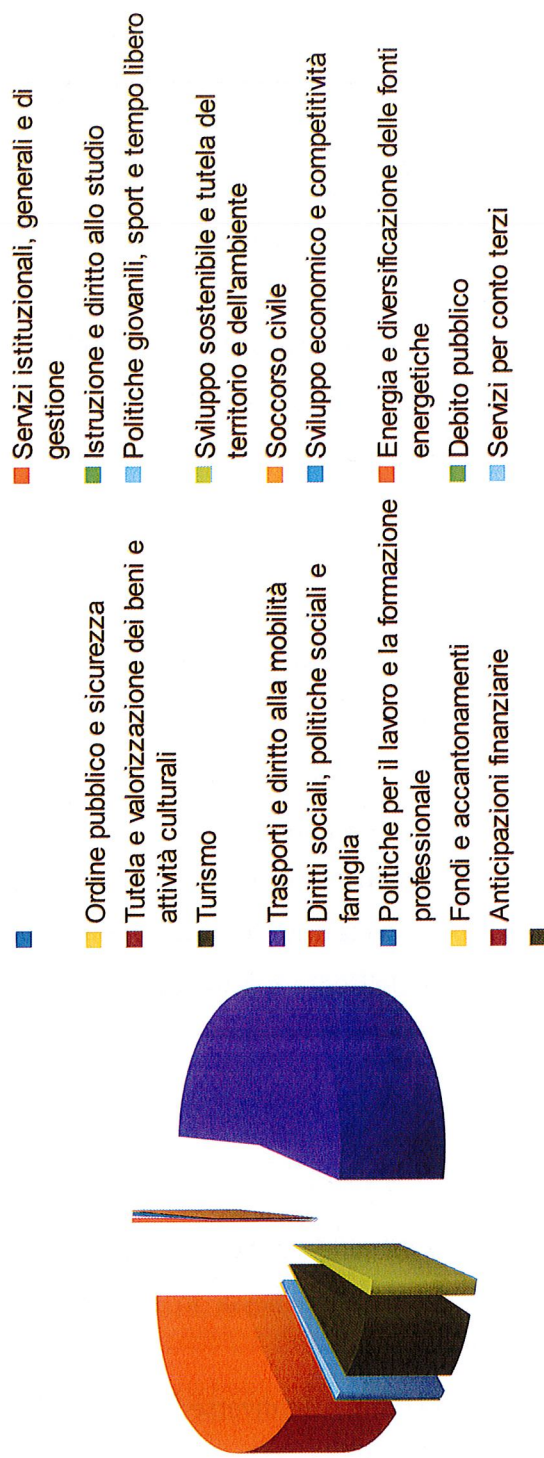 Servizi istituzionali, generali e di
gestione
Ordine pubblico e sicurezza
Istruzione e diritto allo studio
Tutela e valorizzazione dei beni e
attività culturali
Politiche giovanili, sport e tempo libero
Turismo
Sviluppo sostenibile e tutela del
territorio e dell'ambiente
Trasporti e diritto alla mobilità
Soccorso civile
Diritti sociali, politiche sociali e
famiglia
Sviluppo economico e competitività
Politiche per il lavoro e la formazione
professionale
Energia e diversificazione delle fonti
energetiche
Fondi e accantonamenti
Debito pubblico
Anticipazioni finanziarie
Servizi per conto terzi